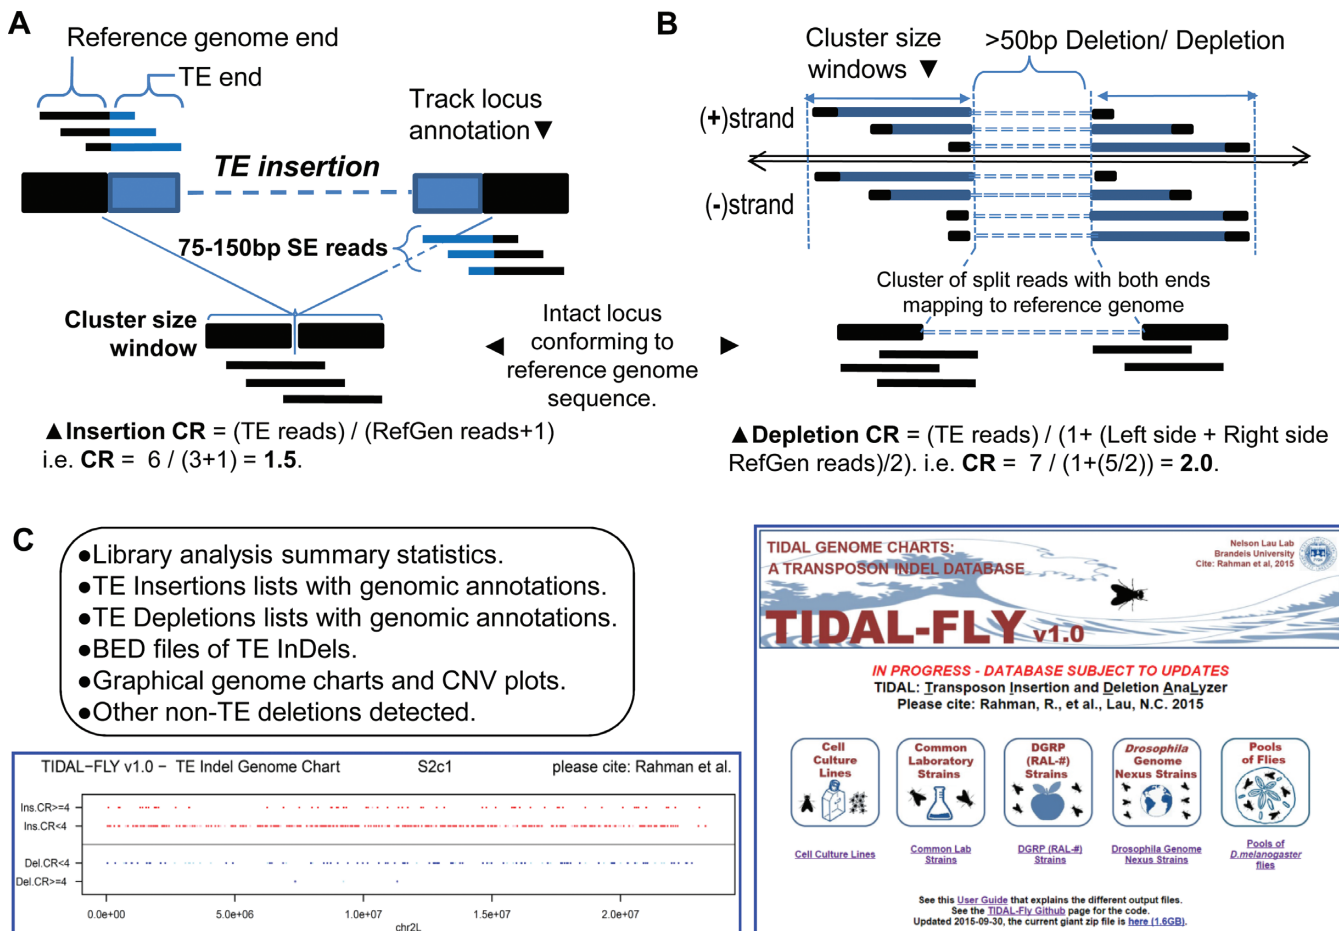 A
Reference genome end
TE end
Track locus
annotation▼
TE insertion
75-150bp SE reads
Cluster size
window
Intact locus
◄ conforming to ►
reference genome
sequence.
▲Insertion CR = (TE reads) / (RefGen reads+1)
i.e. CR = 6 / (3+1) = 1.5.
B
Cluster size
windows ▼
>50bp Deletion/ Depletion
(+)strand
(-)strand
Cluster of split reads with both ends
mapping to reference genome
▲Depletion CR = (TE reads) / (1+ (Left side + Right side
RefGen reads)/2). i.e. CR = 7 / (1+(5/2)) = 2.0.
C
●Library analysis summary statistics.
●TE Insertions lists with genomic annotations.
●TE Depletions lists with genomic annotations.
●BED files of TE InDels.
●Graphical genome charts and CNV plots.
●Other non-TE deletions detected.
TIDAL−FLY v1.0 − TE Indel Genome Chart S2c1 please cite: Rahman et al.
Ins.CR>=4
Ins.CR<4
Del.CR<4
Del.CR>=4
0.0e+00 5.0e+06 1.0e+07 1.5e+07 2.0e+07
chr2L
TIDAL GENOME CHARTS:
A TRANSPOSON INDEL DATABASE
Nelson Lau Lab
Brandeis University
Cite: Rahman et al, 2015
TIDAL-FLY v1.0
IN PROGRESS - DATABASE SUBJECT TO UPDATES
TIDAL: Transposon Insertion and Deletion AnaLyzer
Please cite: Rahman, R., et al., Lau, N.C. 2015
Cell
Culture
Lines
Common
Laboratory
Strains
DGRP
(RAL-#)
Strains
Drosophila
Genome
Nexus Strains
Pools
of Flies
Cell Culture Lines
Common Lab
Strains
DGRP (RAL-#)
Strains
Drosophila Genome
Nexus Strains
Pools of
D.melanogaster
flies
See this User Guide that explains the different output files.
See the TIDAL-Fly Github page for the code.
Updated 2015-09-30, the current giant zip file is here (1.6GB).